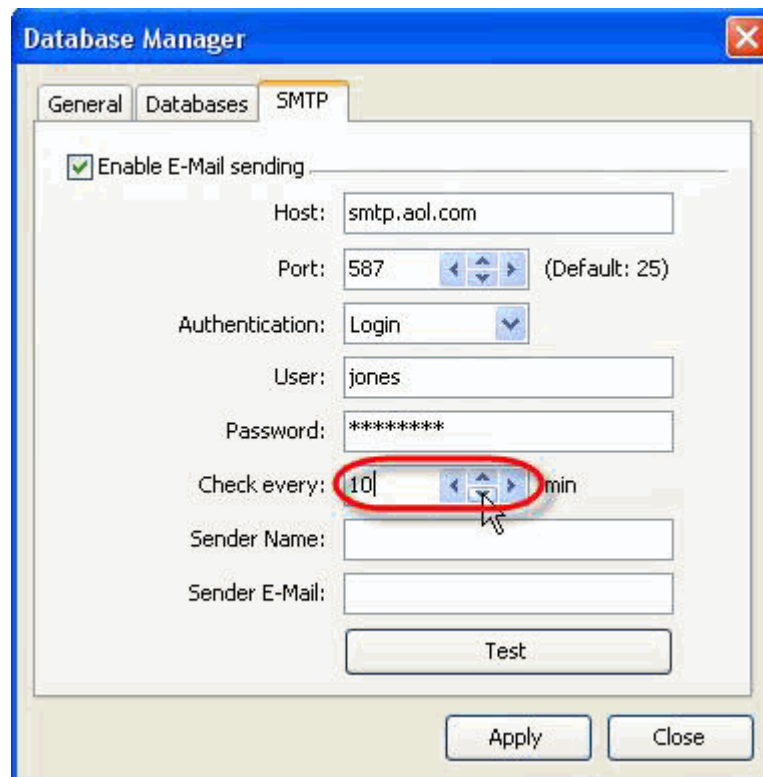 Database Manager
General Databases SMTP
Enable E-Mail sending
Host: smtp.aol.com
Port: 587 (Default: 25)
Authentication: Login
User: jones
Password: ********
Check every: 10 min
Sender Name:
Sender E-Mail:
Test
Apply Close